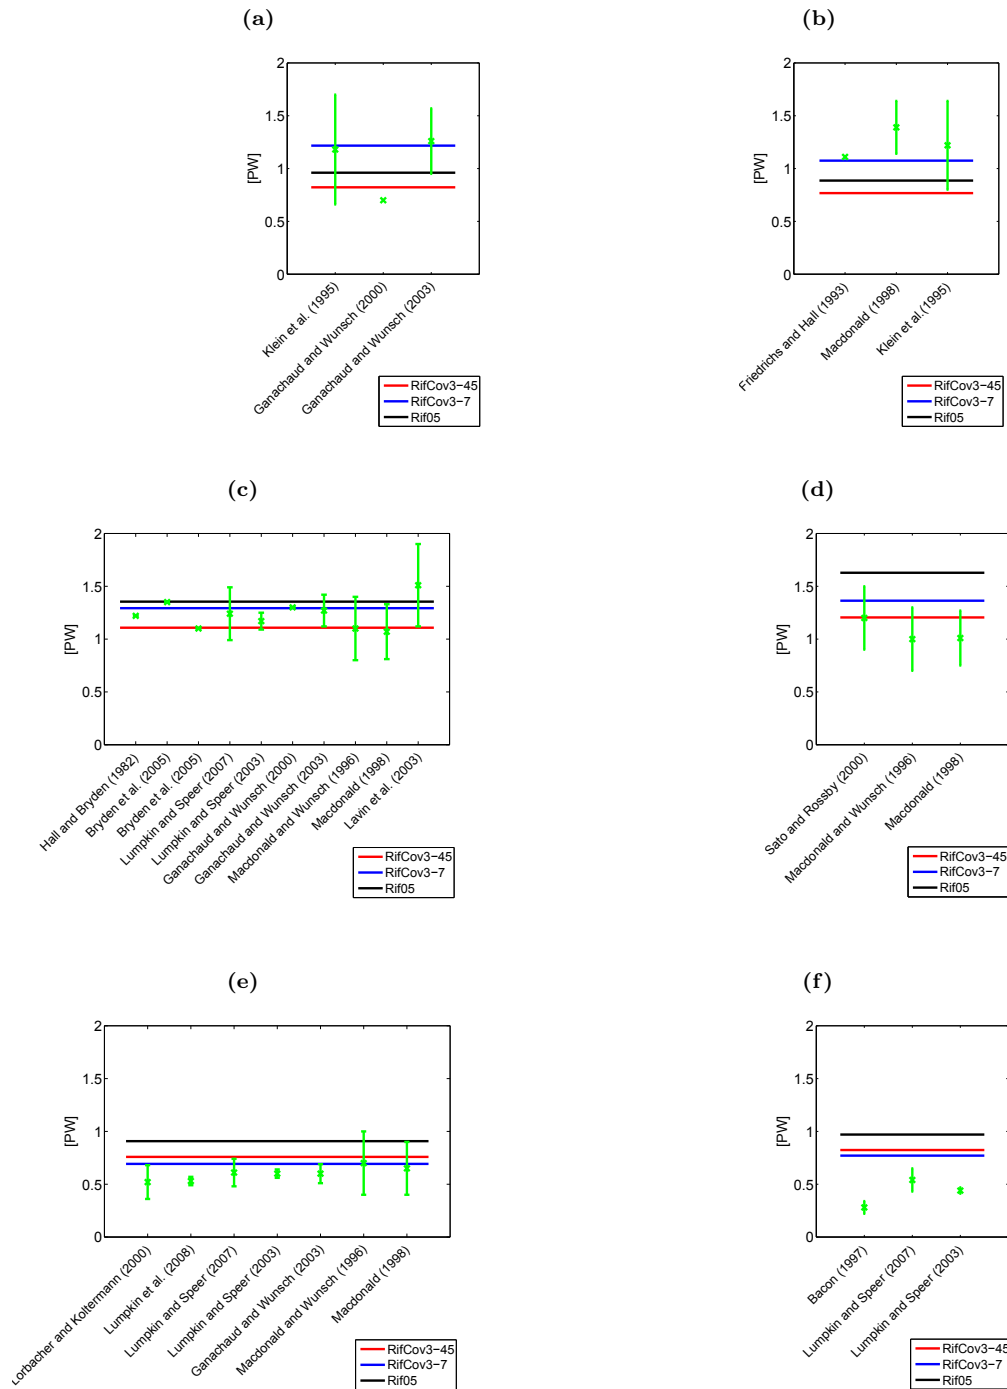 (a)
2
1.5
1
0.5
0
[PW]
Klein et al. (1995)
Ganachaud and Wunsch (2000)
Ganachaud and Wunsch (2003)
RifCov3-45
RifCov3-7
Rif05
(b)
2
1.5
1
0.5
0
[PW]
Friedrichs and Hall (1993)
Macdonald (1998)
Klein et al.(1995)
RifCov3-45
RifCov3-7
Rif05
(c)
2
1.5
1
0.5
0
[PW]
Hall and Bryden (1982)
Bryden et al. (2005)
Bryden et al. (2005)
Lumpkin and Speer (2007)
Lumpkin and Speer (2003)
Ganachaud and Wunsch (2000)
Ganachaud and Wunsch (2003)
Macdonald and Wunsch (1996)
Macdonald (1998)
Lavin et al. (2003)
RifCov3-45
RifCov3-7
Rif05
(d)
2
1.5
1
0.5
0
[PW]
Sato and Rossby (2000)
Macdonald and Wunsch (1996)
Macdonald (1998)
RifCov3-45
RifCov3-7
Rif05
(e)
2
1.5
1
0.5
0
[PW]
Lorbacher and Koltermann (2000)
Lumpkin et al. (2008)
Lumpkin and Speer (2007)
Lumpkin and Speer (2003)
Ganachaud and Wunsch (2003)
Macdonald and Wunsch (1996)
Macdonald (1998)
RifCov3-45
RifCov3-7
Rif05
(f)
2
1.5
1
0.5
0
[PW]
Bacon (1997)
Lumpkin and Speer (2007)
Lumpkin and Speer (2003)
RifCov3-45
RifCov3-7
Rif05